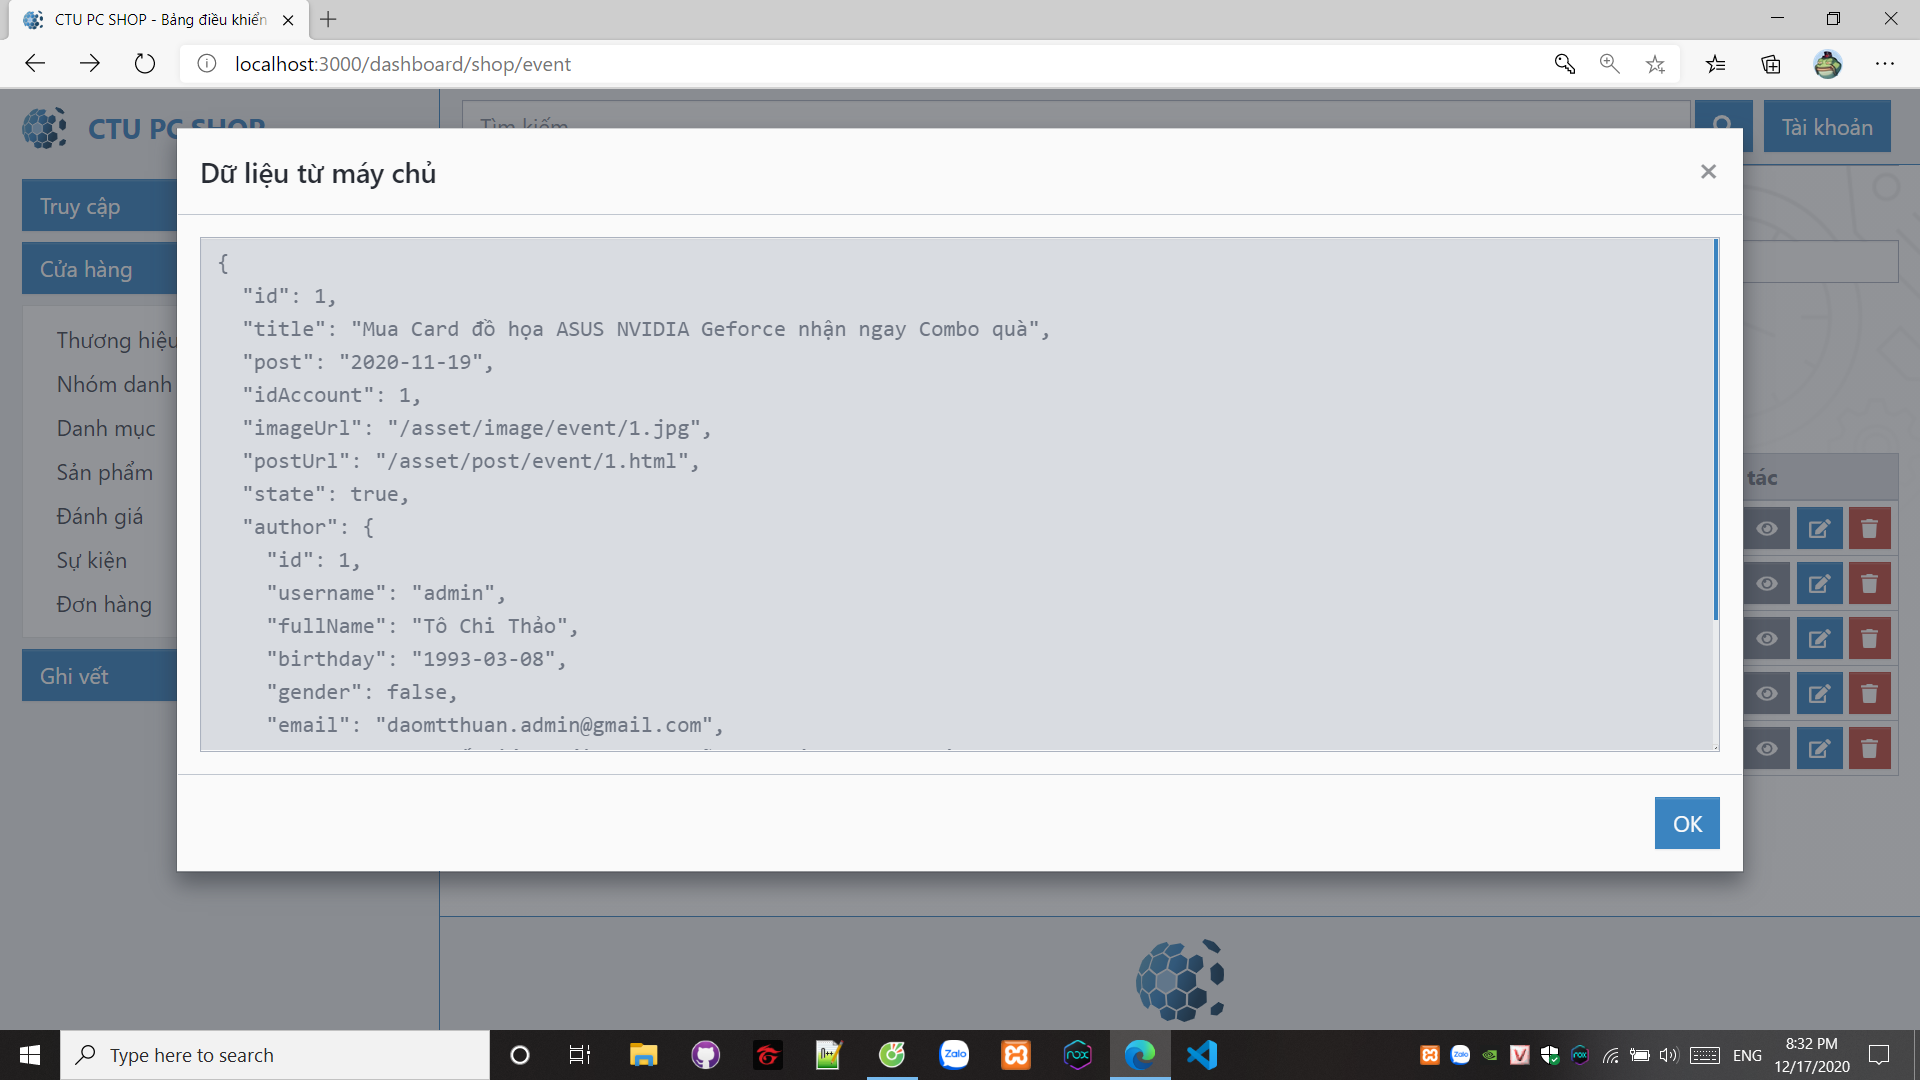 CTU PC SHOP - Bảng điều khiển
localhost:3000/dashboard/shop/event
CTU PC SHOP
Tìm kiếm
Tài khoản
Truy cập
Cửa hàng
Thương hiệu
Nhóm danh
Danh mục
Sản phẩm
Đánh giá
Sự kiện
Đơn hàng
Ghi vết
Dữ liệu từ máy chủ
{
"id": 1,
"title": "Mua Card đồ họa ASUS NVIDIA Geforce nhận ngay Combo quà",
"post": "2020-11-19",
"idAccount": 1,
"imageUrl": "/asset/image/event/1.jpg",
"postUrl": "/asset/post/event/1.html",
"state": true,
"author": {
"id": 1,
"username": "admin",
"fullName": "Tô Chi Thảo",
"birthday": "1993-03-08",
"gender": false,
"email": "daomtthuan.admin@gmail.com",
OK
tác
Type here to search
Zalo
nox
ENG
8:32 PM
12/17/2020